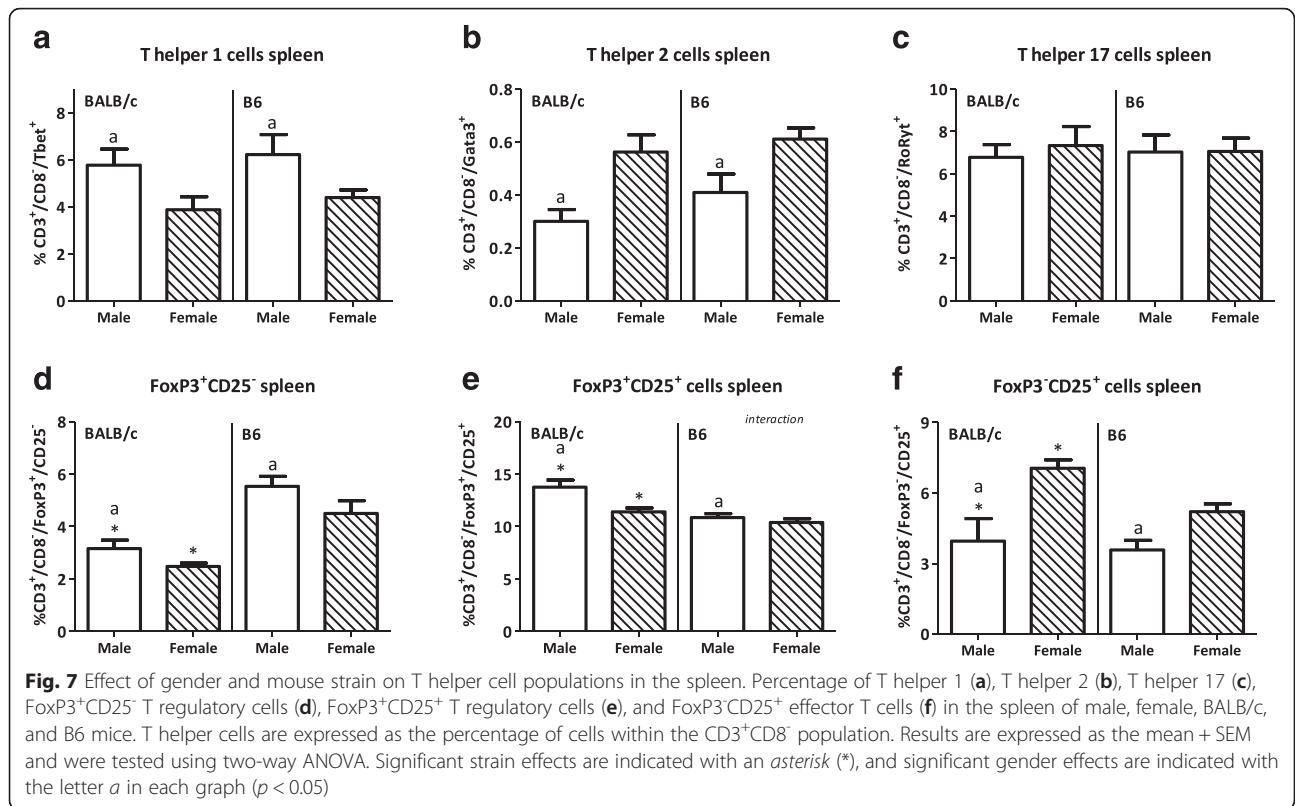 a
T helper 1 cells spleen
% CD3⁺/CD8⁻/Tbet⁺
BALB/c
B6
8
6
4
2
0
a
a
Male Female Male Female
b
T helper 2 cells spleen
% CD3⁺/CD8⁻/Gata3⁺
BALB/c
B6
0.8
0.6
0.4
0.2
0.0
a
a
Male Female Male Female
c
T helper 17 cells spleen
% CD3⁺/CD8⁻/RoRyt⁺
BALB/c
B6
10
8
6
4
2
0
Male Female Male Female
d
FoxP3⁺CD25⁻ spleen
%CD3⁺/CD8⁻/FoxP3⁺/CD25⁻
BALB/c
B6
8
6
4
2
0
a
*
*
a
Male Female Male Female
e
FoxP3⁺CD25⁺ cells spleen
%CD3⁺/CD8⁻/FoxP3⁺/CD25⁺
interaction
BALB/c
B6
20
15
10
5
0
a
*
*
a
Male Female Male Female
f
FoxP3⁻CD25⁺ cells spleen
%CD3⁺/CD8⁻/FoxP3⁻/CD25⁺
BALB/c
B6
9
6
3
0
a
*
*
a
Male Female Male Female
Fig. 7 Effect of gender and mouse strain on T helper cell populations in the spleen. Percentage of T helper 1 (a), T helper 2 (b), T helper 17 (c),
FoxP3⁺CD25⁻ T regulatory cells (d), FoxP3⁺CD25⁺ T regulatory cells (e), and FoxP3⁻CD25⁺ effector T cells (f) in the spleen of male, female, BALB/c,
and B6 mice. T helper cells are expressed as the percentage of cells within the CD3⁺CD8⁻ population. Results are expressed as the mean + SEM
and were tested using two-way ANOVA. Significant strain effects are indicated with an asterisk (*), and significant gender effects are indicated with
the letter a in each graph (p < 0.05)